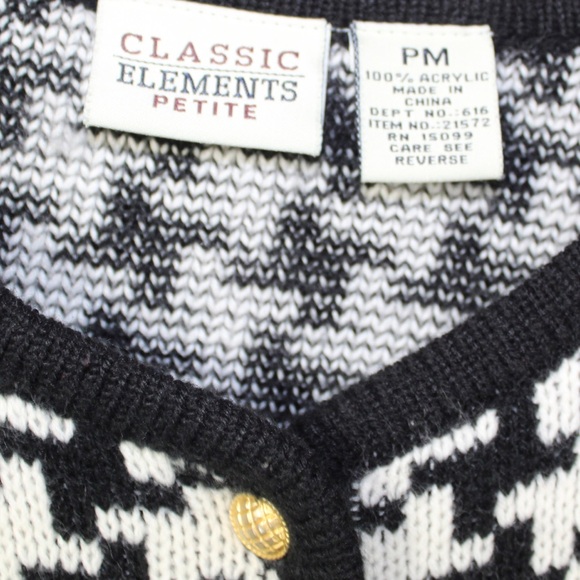 CLASSIC
ELEMENTS
PETITE
PM
100% ACRYLIC
MADE IN
CHINA
DEPT NO.:616
ITEM NO.:21572
RN 15099
CARE SEE
REVERSE